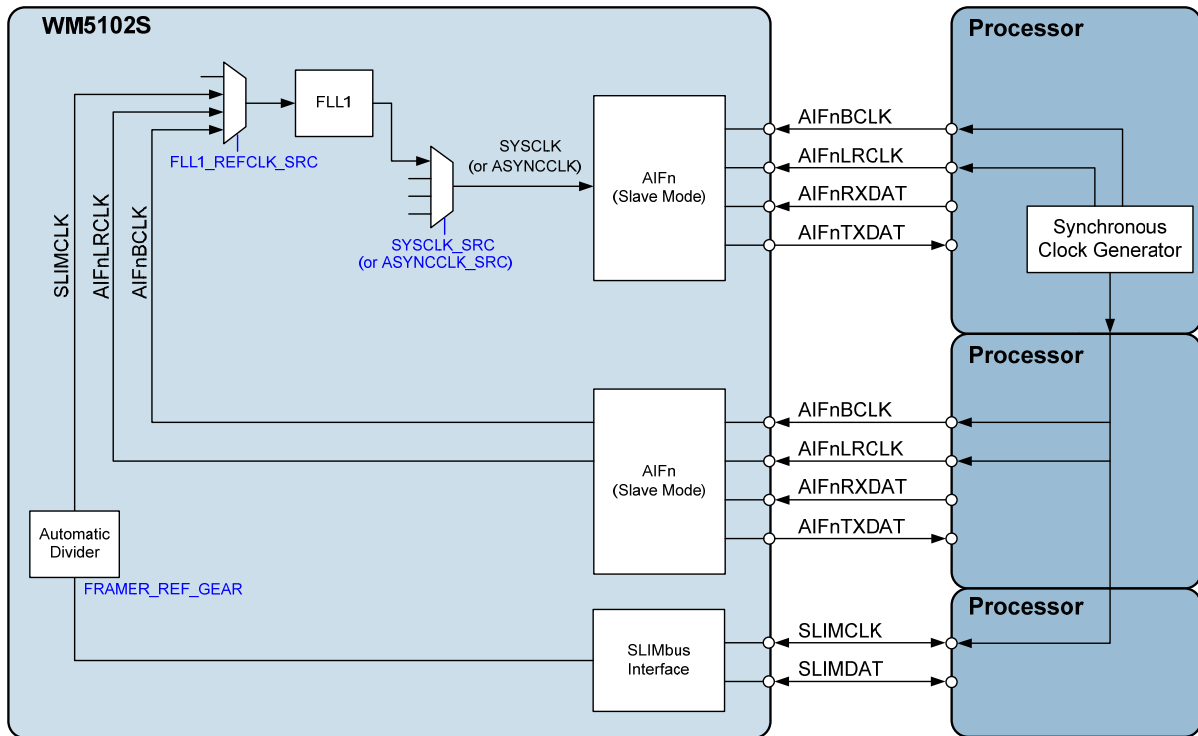 WM5102S
FLL1
FLL1_REFCLK_SRC
SYSCLK
(or ASYNCCLK)
SYSCLK_SRC
(or ASYNCCLK_SRC)
AIFn
(Slave Mode)
AIFnBCLK
AIFnLRCLK
AIFnRXDAT
AIFnTXDAT
Processor
Synchronous
Clock Generator
SLIMCLK
AIFnLRCLK
AIFnBCLK
AIFn
(Slave Mode)
AIFnBCLK
AIFnLRCLK
AIFnRXDAT
AIFnTXDAT
Processor
Automatic
Divider
FRAMER_REF_GEAR
SLIMbus
Interface
SLIMCLK
SLIMDAT
Processor